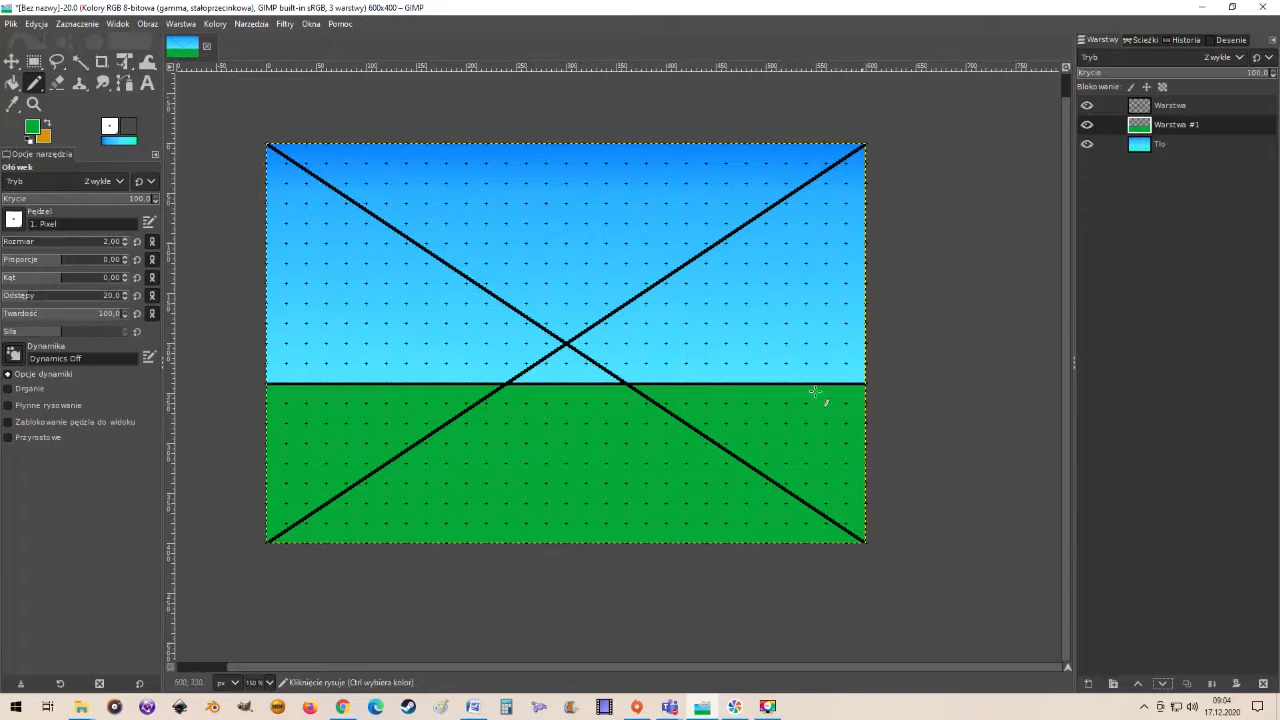 *[Bez nazwy]-20.0 (Kolory RGB 8-bitowa (gamma, stałoprzecinkowa), GIMP built-in sRGB, 3 warstwy) 600x400 – GIMP
Plik Edycja Zaznaczenie Widok Obraz Warstwa Kolory Narzędzia Filtry Okna Pomoc
Warstwy Ścieżki Historia Desenie
Tryb Zwykłe
Krycie 100,0
Blokowanie:
Warstwa
Warstwa #1
Tło
Opcje narzędzia
Ołówek
Tryb Zwykłe
Krycie 100,0
Pędzel
1. Pixel
Rozmiar 2,00
Proporcje 0,00
Kąt 0,00
Odstępy 20,0
Twardość 100,0
Siła
Dynamika
Dynamics Off
Opcje dynamiki
Drganie
Płynne rysowanie
Zablokowanie pędzla do widoku
Przyrostowe
px 150 % Kliknięcie rysuje (Ctrl wybiera kolor)
09:04
17.12.2020